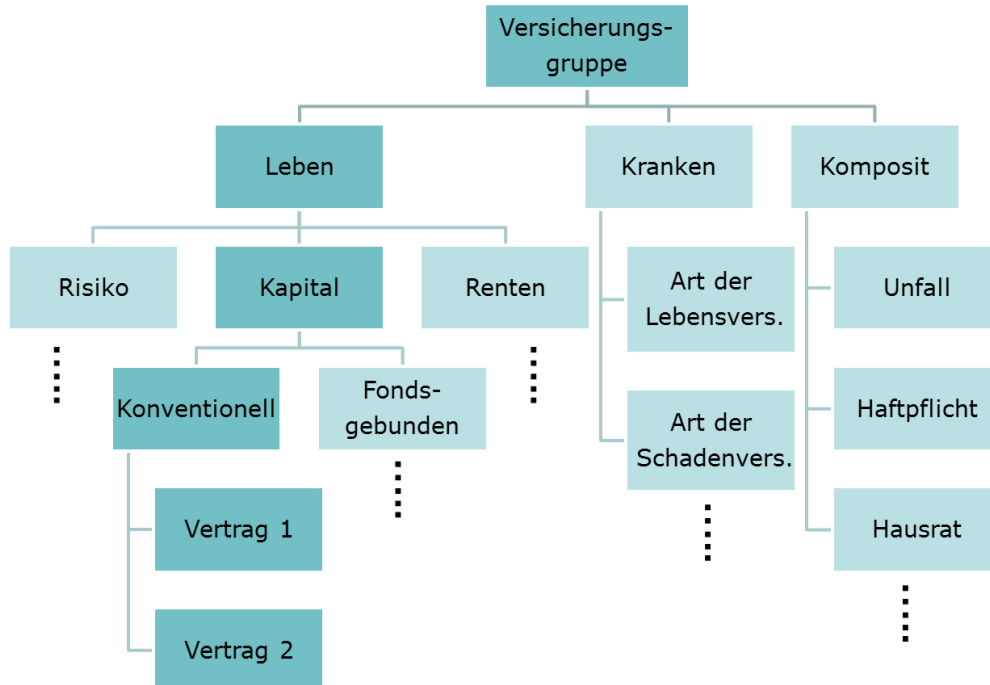 Versicherungs-
gruppe
Leben
Kranken
Komposit
Risiko
Kapital
Renten
Art der
Lebensvers.
Unfall
Konventionell
Fonds-
gebunden
Art der
Schadenvers.
Haftpflicht
Vertrag 1
Hausrat
Vertrag 2